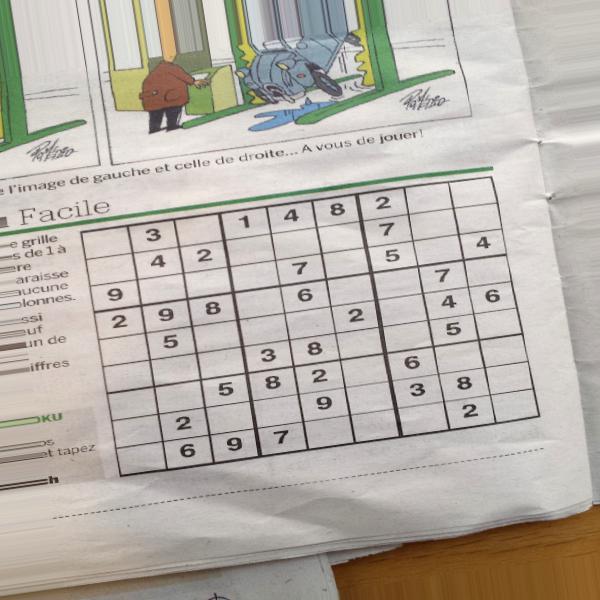 e l'image de gauche et celle de droite... A vous de jouer!
Facile
e grille
s de 1 à
re
araisse
aucune
lonnes.
ssi
euf
un de
iffres
KU
et tapez
h
3 1 4 8 2
4 2 7
9 7 5 4
2 9 8 6 7
5 2 4 6
3 8 5
5 8 2 6
2 9 3 8
6 9 7 2